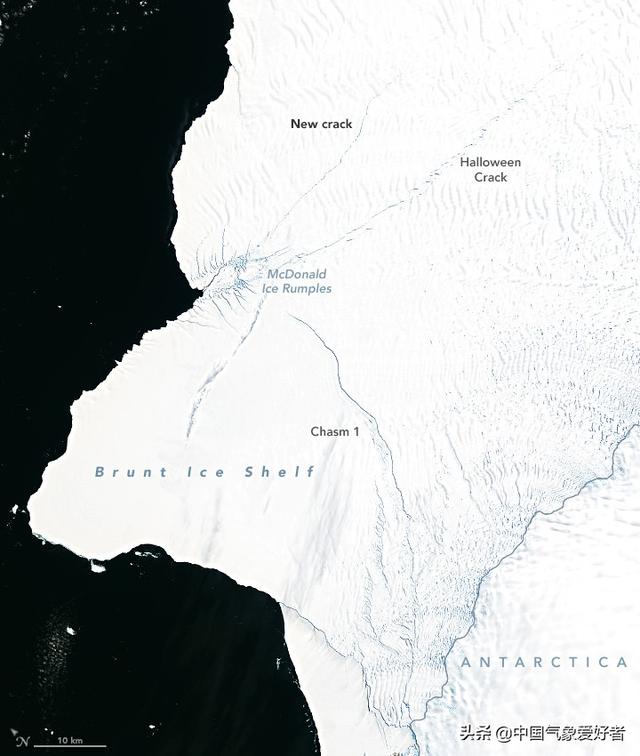 New crack
Halloween
Crack
McDonald
Ice Rumples
Chasm 1
Brunt Ice Shelf
ANTARCTICA
N
10 km
头条 @中国气象爱好者